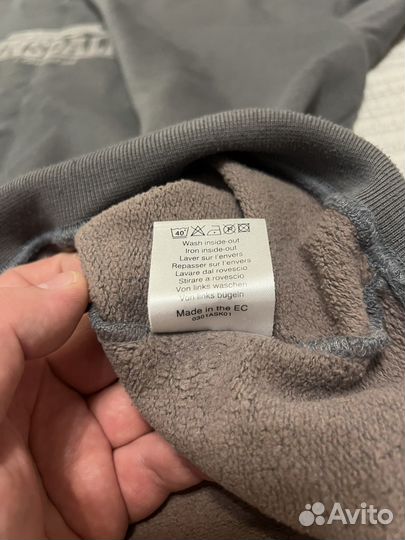 40
Wash inside-out
Iron inside-out
Laver sur l'envers
Repasser sur l'envers
Lavare dal rovescio
Stirare a rovescio
Von links waschen
Von links bügeln
Made in the EC
0301ASK01
Avito